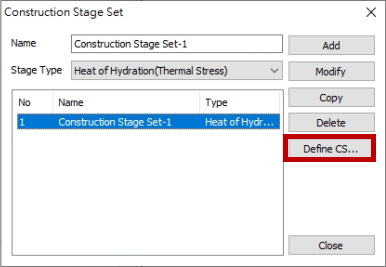 Construction Stage Set
Name Construction Stage Set-1 Add
Stage Type Heat of Hydration(Thermal Stress) Modify
Copy
No Name Type
Delete
1 Construction Stage Set-1 Heat of Hydr...
Define CS...
Close